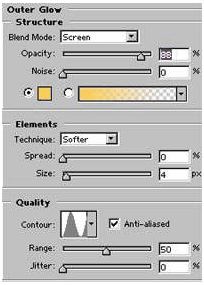 Outer Glow
Structure
Blend Mode: Screen
Opacity: 88 %
Noise: 0 %
Elements
Technique: Softer
Spread: 0 %
Size: 4 px
Quality
Contour: Anti-aliased
Range: 50 %
Jitter: 0 %